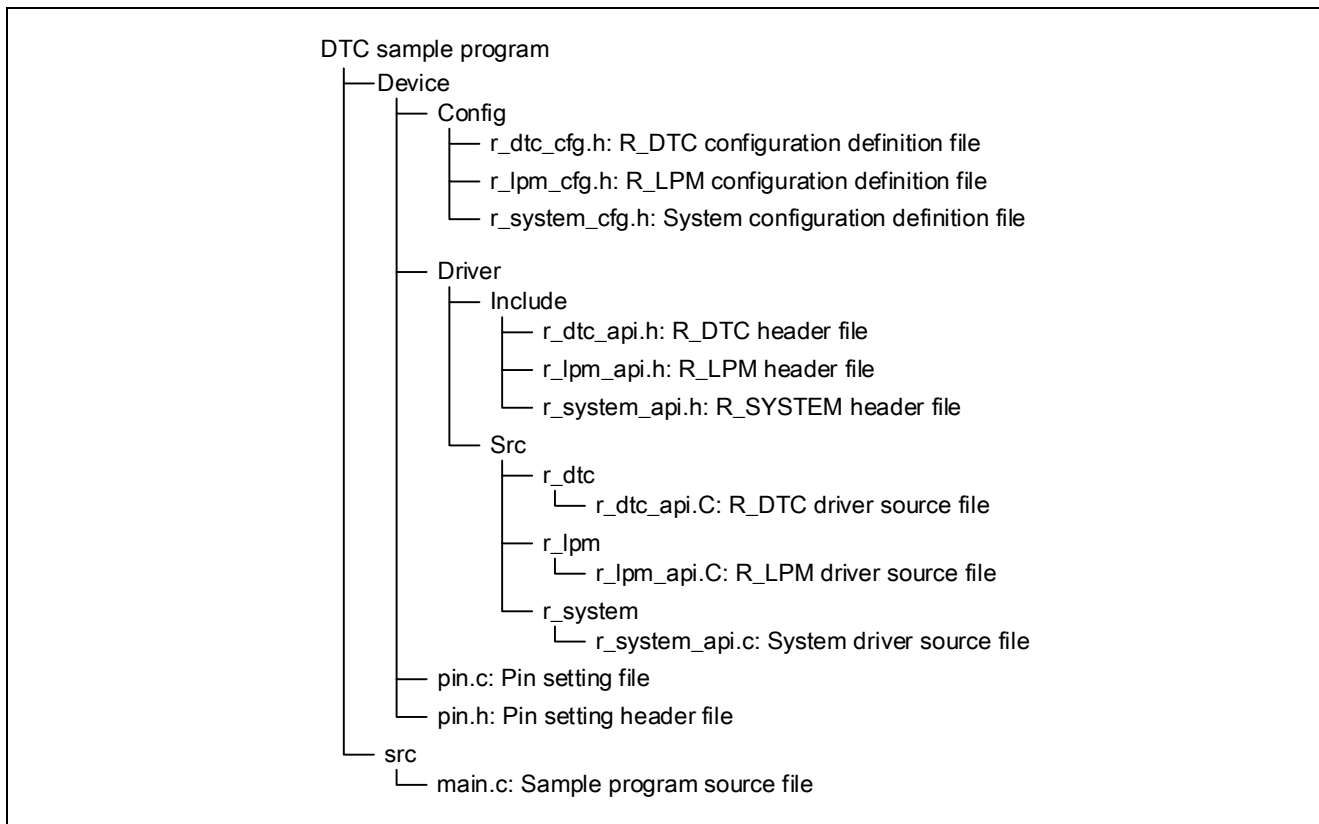 DTC sample program
Device
Config
r_dtc_cfg.h: R_DTC configuration definition file
r_lpm_cfg.h: R_LPM configuration definition file
r_system_cfg.h: System configuration definition file
Driver
Include
r_dtc_api.h: R_DTC header file
r_lpm_api.h: R_LPM header file
r_system_api.h: R_SYSTEM header file
Src
r_dtc
r_dtc_api.C: R_DTC driver source file
r_lpm
r_lpm_api.C: R_LPM driver source file
r_system
r_system_api.c: System driver source file
pin.c: Pin setting file
pin.h: Pin setting header file
src
main.c: Sample program source file